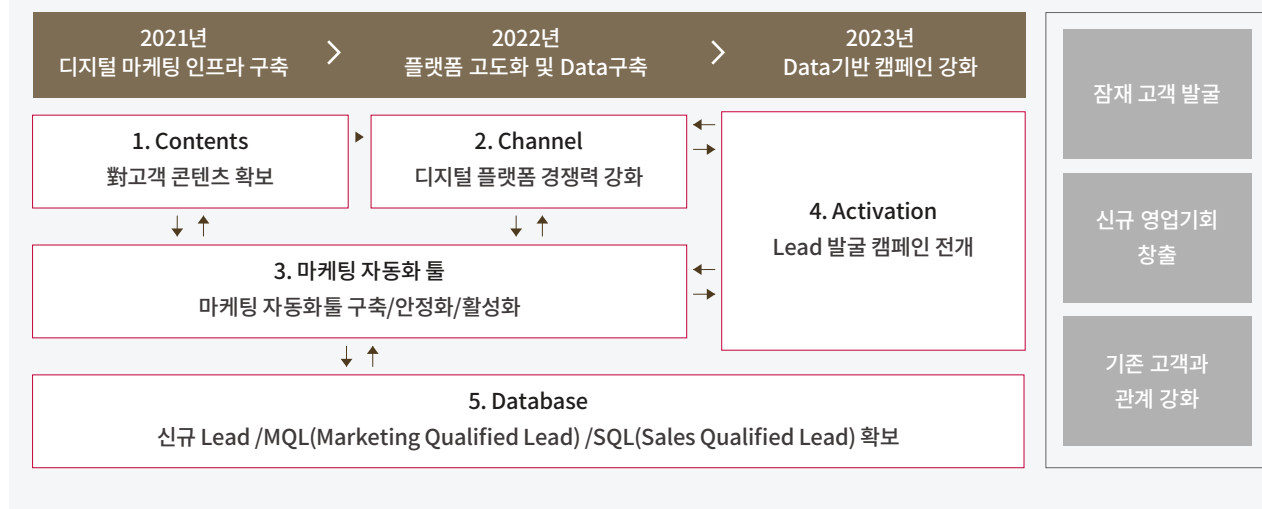 2021년
디지털 마케팅 인프라 구축
2022년
플랫폼 고도화 및 Data구축
2023년
Data기반 캠페인 강화
1. Contents
對고객 콘텐츠 확보
2. Channel
디지털 플랫폼 경쟁력 강화
3. 마케팅 자동화 툴
마케팅 자동화툴 구축/안정화/활성화
4. Activation
Lead 발굴 캠페인 전개
5. Database
신규 Lead /MQL(Marketing Qualified Lead) /SQL(Sales Qualified Lead) 확보
잠재 고객 발굴
신규 영업기회
창출
기존 고객과
관계 강화